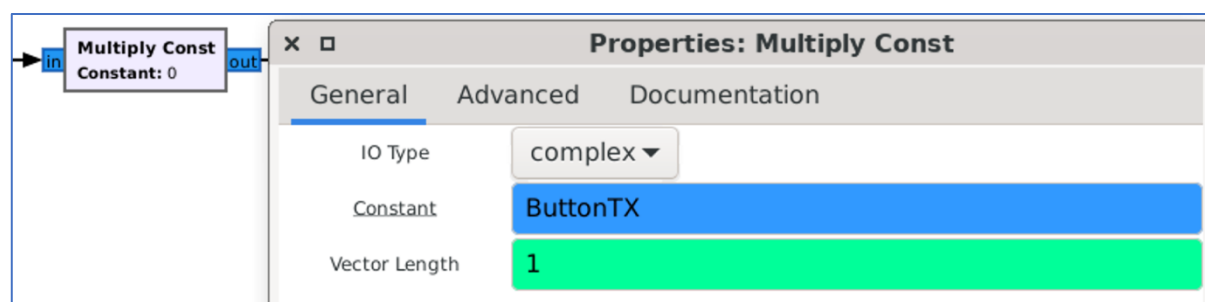 Multiply Const
Constant: 0
in
out
Properties: Multiply Const
General Advanced Documentation
IO Type complex
Constant ButtonTX
Vector Length 1